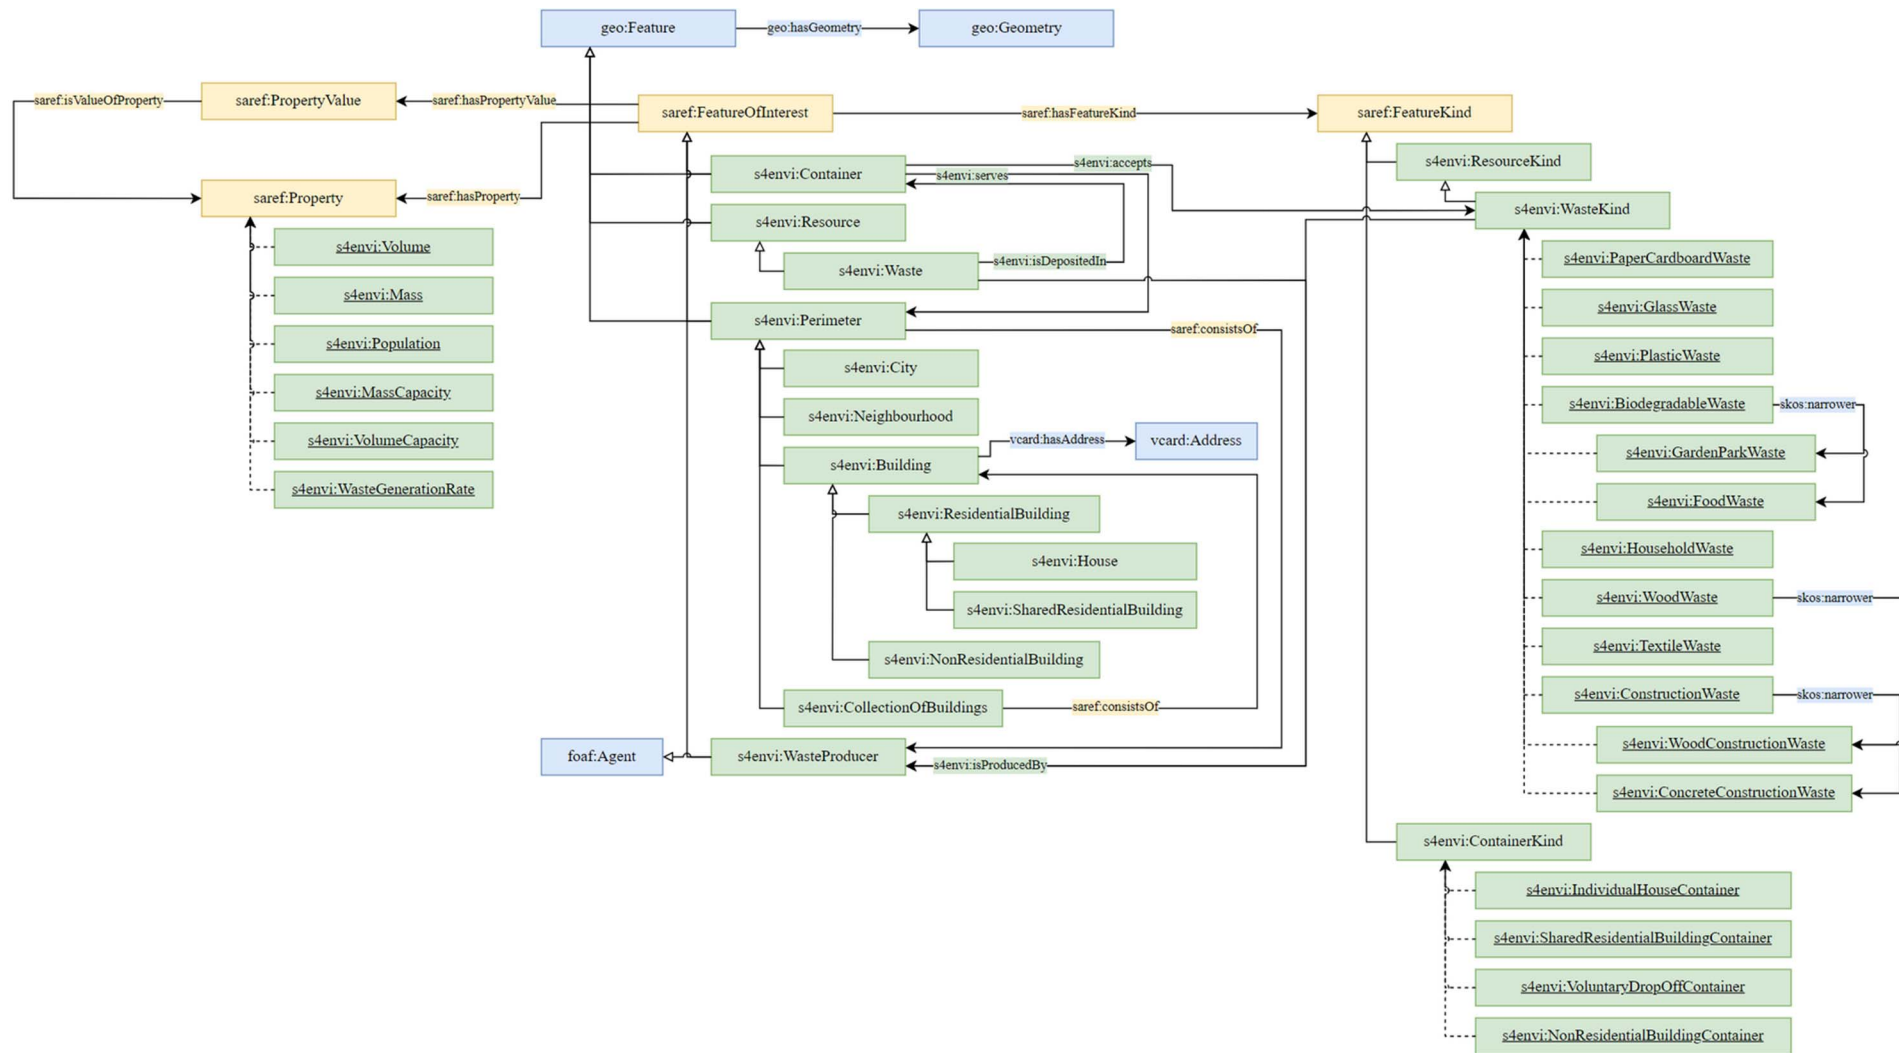 geo:Feature
geo:hasGeometry
geo:Geometry
saref:isValueOfProperty
saref:PropertyValue
saref:hasPropertyValue
saref:FeatureOfInterest
saref:hasFeatureKind
saref:FeatureKind
s4envi:ResourceKind
s4envi:Container
s4envi:accepts
s4envi:serves
saref:Property
saref:hasProperty
s4envi:WasteKind
s4envi:Resource
s4envi:Volume
s4envi:Waste
s4envi:isDepositedIn
s4envi:PaperCardboardWaste
s4envi:Mass
s4envi:GlassWaste
s4envi:Perimeter
saref:consistsOf
s4envi:Population
s4envi:PlasticWaste
s4envi:City
s4envi:MassCapacity
s4envi:BiodegradableWaste
skos:narrower
s4envi:Neighbourhood
s4envi:VolumeCapacity
vcard:hasAddress
vcard:Address
s4envi:GardenParkWaste
s4envi:Building
s4envi:WasteGenerationRate
s4envi:FoodWaste
s4envi:ResidentialBuilding
s4envi:HouseholdWaste
s4envi:House
s4envi:WoodWaste
skos:narrower
s4envi:SharedResidentialBuilding
s4envi:TextileWaste
s4envi:NonResidentialBuilding
s4envi:ConstructionWaste
skos:narrower
s4envi:CollectionOfBuildings
saref:consistsOf
s4envi:WoodConstructionWaste
foaf:Agent
s4envi:WasteProducer
s4envi:isProducedBy
s4envi:ConcreteConstructionWaste
s4envi:ContainerKind
s4envi:IndividualHouseContainer
s4envi:SharedResidentialBuildingContainer
s4envi:VoluntaryDropOffContainer
s4envi:NonResidentialBuildingContainer